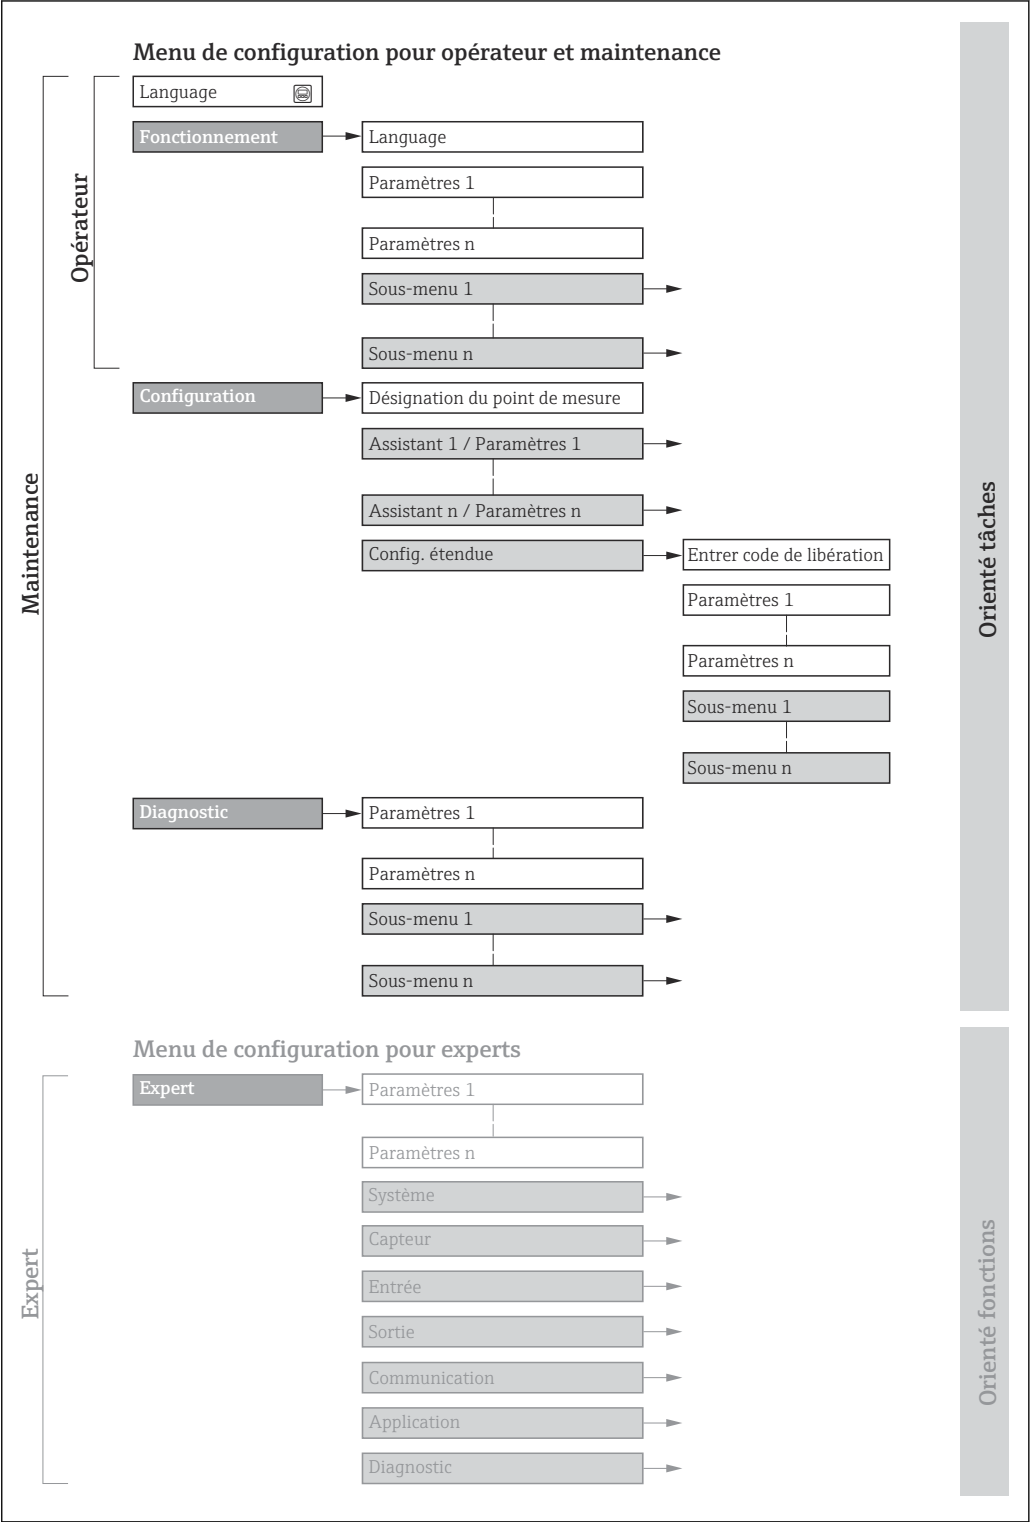 Menu de configuration pour opérateur et maintenance
Language
Fonctionnement
Language
Paramètres 1
Paramètres n
Sous-menu 1
Sous-menu n
Opérateur
Configuration
Désignation du point de mesure
Assistant 1 / Paramètres 1
Assistant n / Paramètres n
Config. étendue
Entrer code de libération
Paramètres 1
Paramètres n
Sous-menu 1
Sous-menu n
Maintenance
Orienté tâches
Diagnostic
Paramètres 1
Paramètres n
Sous-menu 1
Sous-menu n
Menu de configuration pour experts
Expert
Paramètres 1
Paramètres n
Système
Capteur
Entrée
Sortie
Communication
Application
Diagnostic
Expert
Orienté fonctions